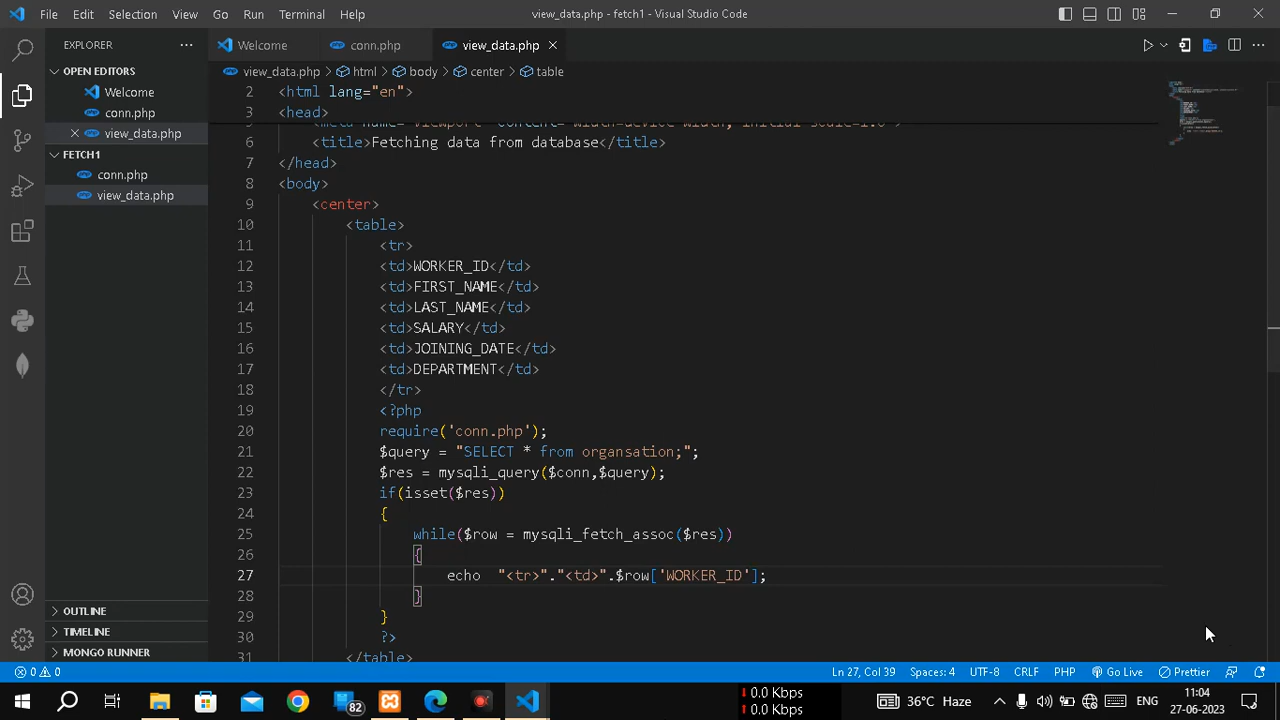 File Edit Selection View Go Run Terminal Help view_data.php - fetch1 - Visual Studio Code
EXPLORER
Welcome conn.php view_data.php
OPEN EDITORS
Welcome
conn.php
view_data.php
FETCH1
conn.php
view_data.php
OUTLINE
TIMELINE
MONGO RUNNER
view_data.php > html > body > center > table
2 <html lang="en">
3 <head>
6 <title>Fetching data from database</title>
7 </head>
8 <body>
9 <center>
10 <table>
11 <tr>
12 <td>WORKER_ID</td>
13 <td>FIRST_NAME</td>
14 <td>LAST_NAME</td>
15 <td>SALARY</td>
16 <td>JOINING_DATE</td>
17 <td>DEPARTMENT</td>
18 </tr>
19 <?php
20 require('conn.php');
21 $query = "SELECT * from organsation;";
22 $res = mysqli_query($conn,$query);
23 if(isset($res))
24 {
25 while($row = mysqli_fetch_assoc($res))
26 {
27 echo "<tr>"."<td>".$row['WORKER_ID'];
28 }
29 }
30 ?>
31 </table>
0 0 Ln 27, Col 39 Spaces: 4 UTF-8 CRLF PHP Go Live Prettier
82
0.0 Kbps
0.0 Kbps
36°C Haze
ENG
11:04
27-06-2023